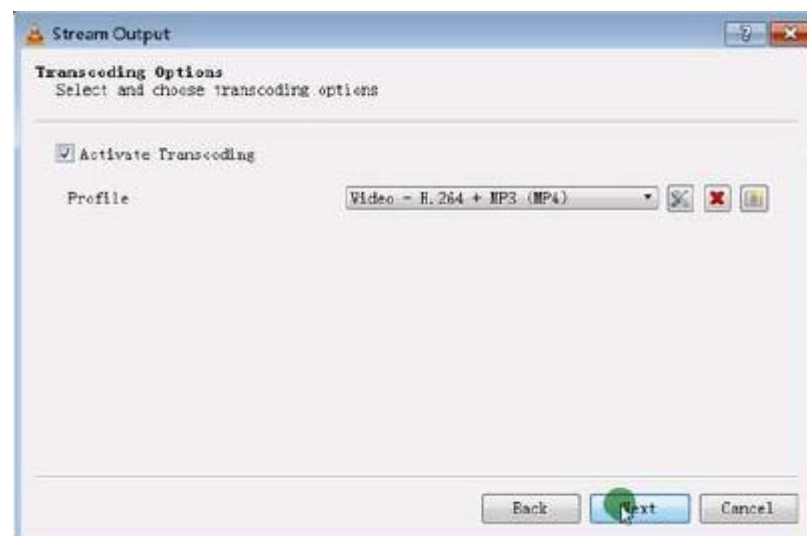 Stream Output
Transcoding Options
Select and choose transcoding options
Activate Transcoding
Profile
Video - H.264 + MP3 (MP4)
Back
Next
Cancel